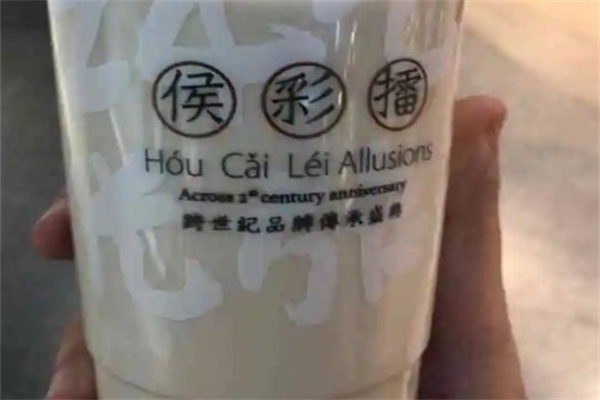 侯彩擂
Hóu Cǎi Léi Allusions
Across 2st century anniversary
跨世紀品牌傳承盛典